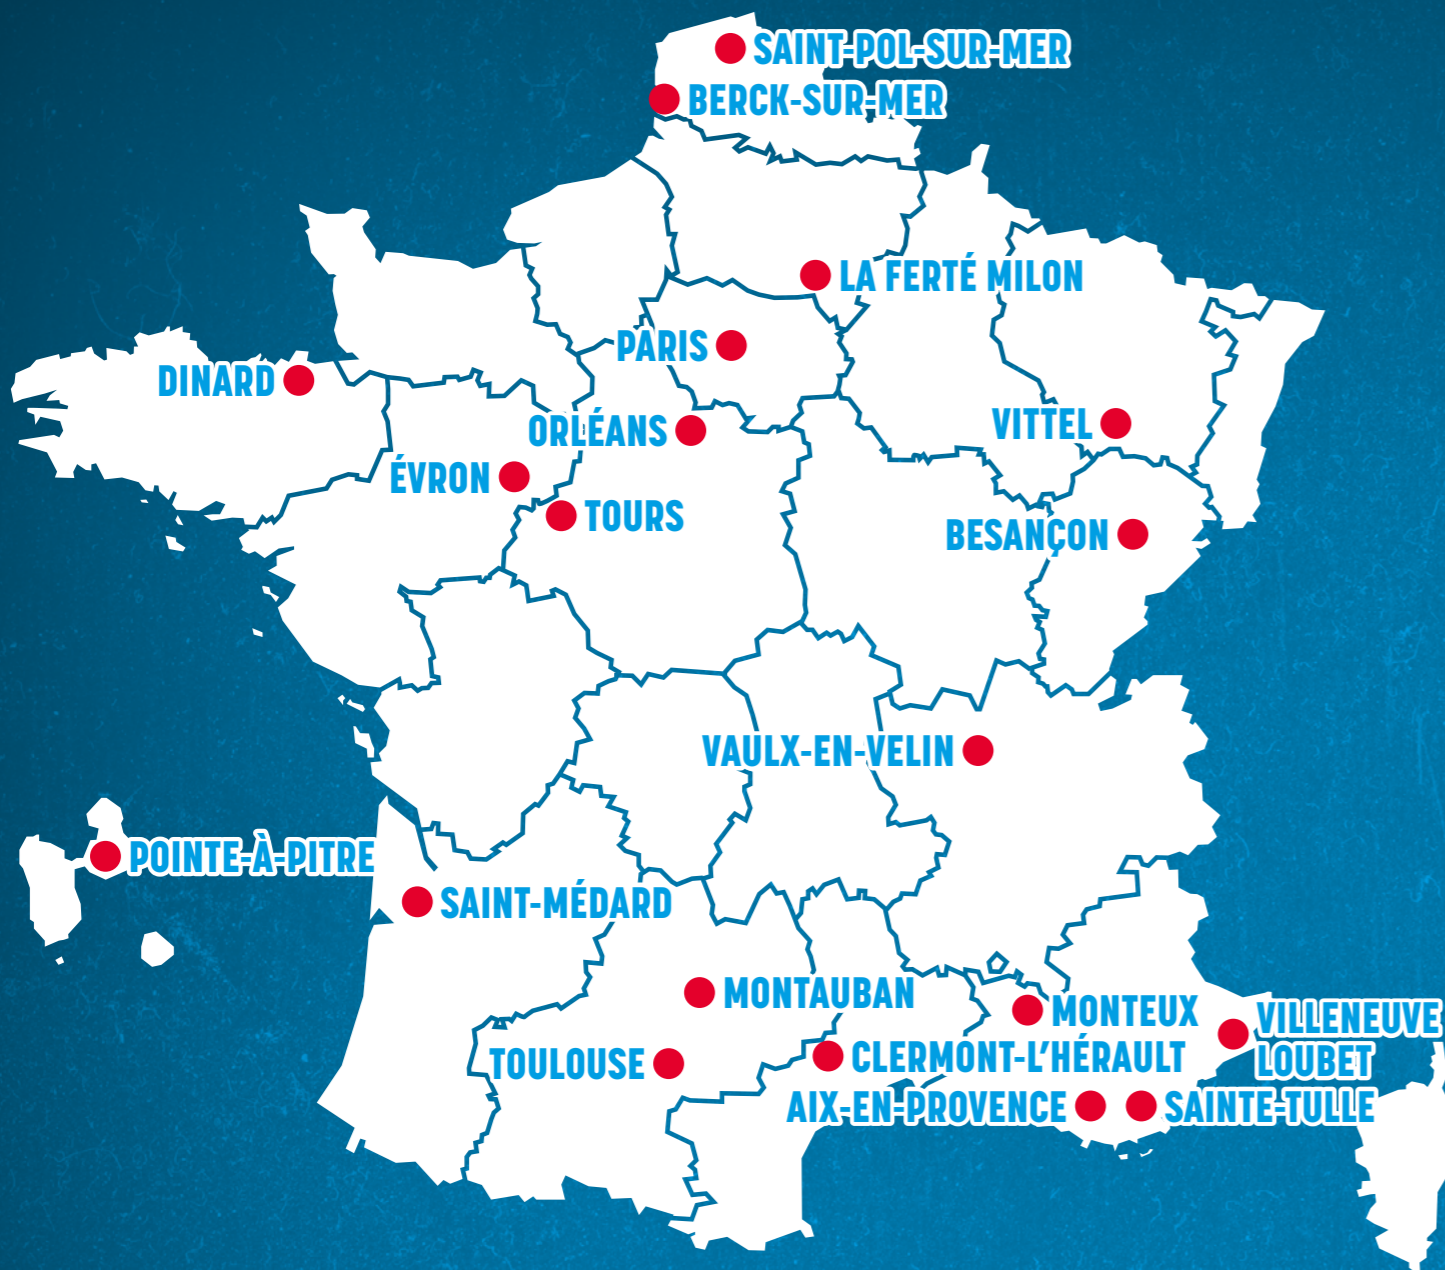 SAINT-POL-SUR-MER
BERCK-SUR-MER
LA FERTÉ MILON
PARIS
DINARD
ORLÉANS
VITTEL
ÉVRON
TOURS
BESANÇON
VAULX-EN-VELIN
POINTE-À-PITRE
SAINT-MÉDARD
MONTAUBAN
MONTEUX
VILLENEUVE
LOUBET
TOULOUSE
CLERMONT-L'HÉRAULT
AIX-EN-PROVENCE
SAINTE-TULLE